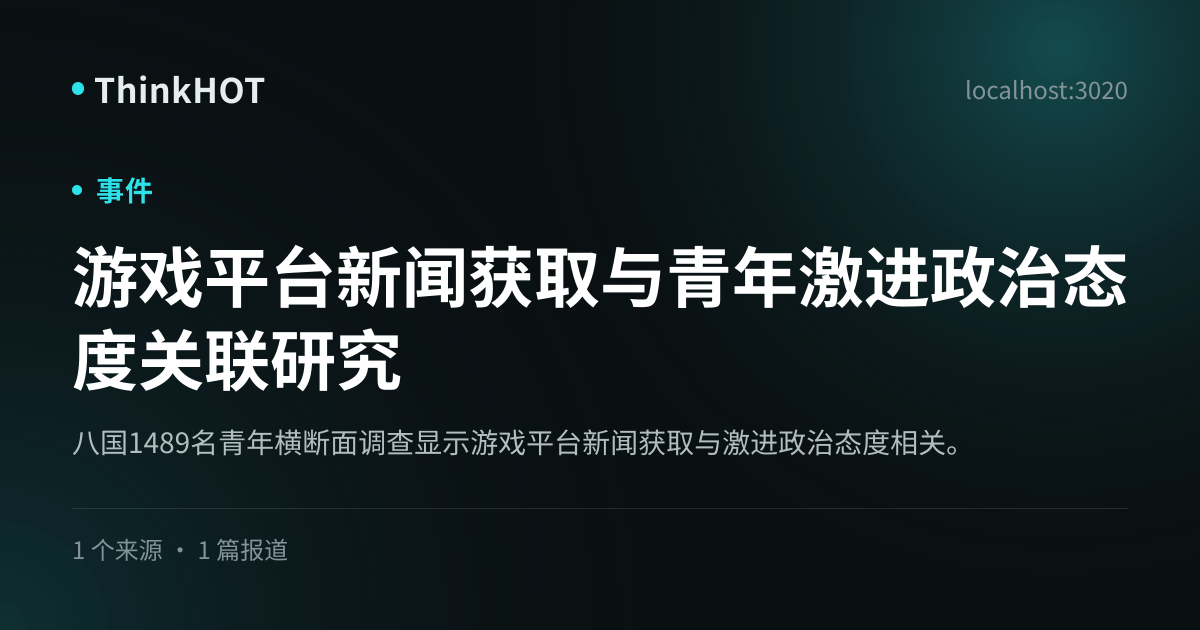 ThinkHOT
localhost:3020
事件
游戏平台新闻获取与青年激进政治态
度关联研究
八国1489名青年横断面调查显示游戏平台新闻获取与激进政治态度相关。
1 个来源 · 1 篇报道